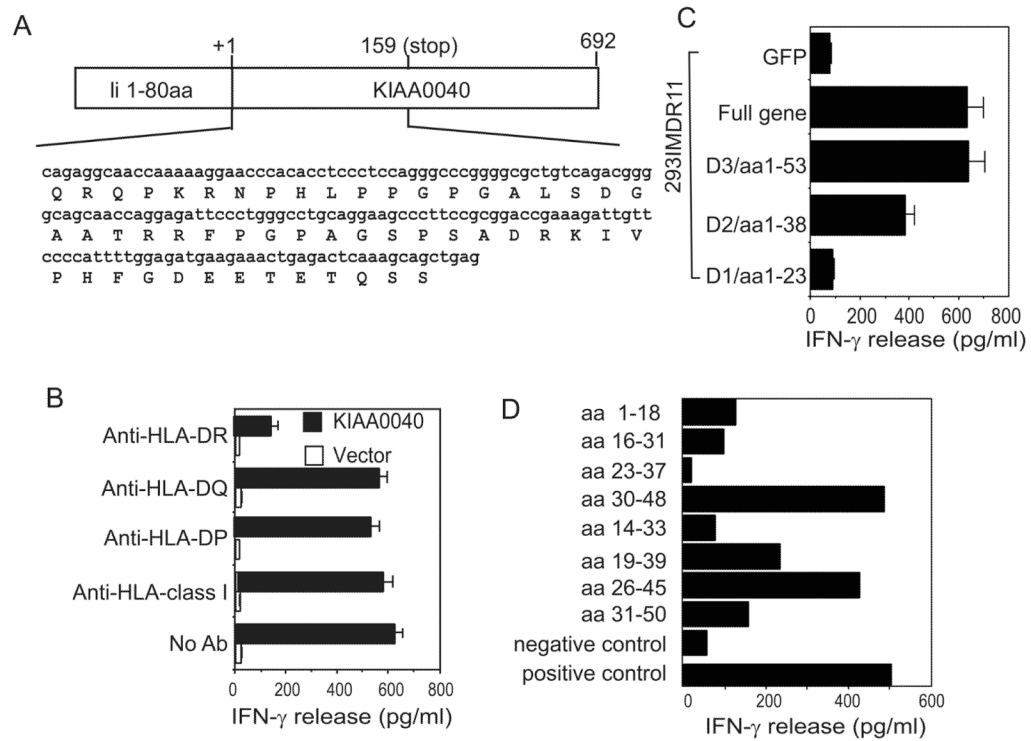 A
+1
159 (stop)
692
Ii 1-80aa
KIAA0040
cagaggcaaccaaaaaggaacccacacctccctccagggcccggggcgctgtcagacggg
Q R Q P K R N P H L P P G P G A L S D G
gcagcaaccaggagattccctgggcctgcaggaagcccttccgcggaccgaaagattgtt
A A T R R F P G P A G S P S A D R K I V
ccccattttggagatgaagaaactgagactcaaagcagctgag
P H F G D E E T E T Q S S
B
Anti-HLA-DR
Anti-HLA-DQ
Anti-HLA-DP
Anti-HLA-class I
No Ab
KIAA0040
Vector
0 200 400 600 800
IFN-γ release (pg/ml)
C
293IMDR11
GFP
Full gene
D3/aa1-53
D2/aa1-38
D1/aa1-23
0 200 400 600 800
IFN-γ release (pg/ml)
D
aa 1-18
aa 16-31
aa 23-37
aa 30-48
aa 14-33
aa 19-39
aa 26-45
aa 31-50
negative control
positive control
0 200 400 600
IFN-γ release (pg/ml)